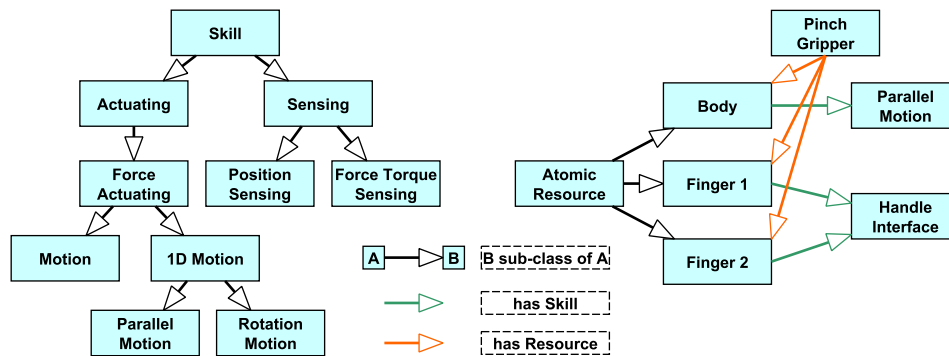 Skill
Actuating
Sensing
Force
Actuating
Position
Sensing
Force Torque
Sensing
Motion
1D Motion
Parallel
Motion
Rotation
Motion
Pinch
Gripper
Body
Parallel
Motion
Atomic
Resource
Finger 1
Handle
Interface
Finger 2
A
B
B sub-class of A
has Skill
has Resource